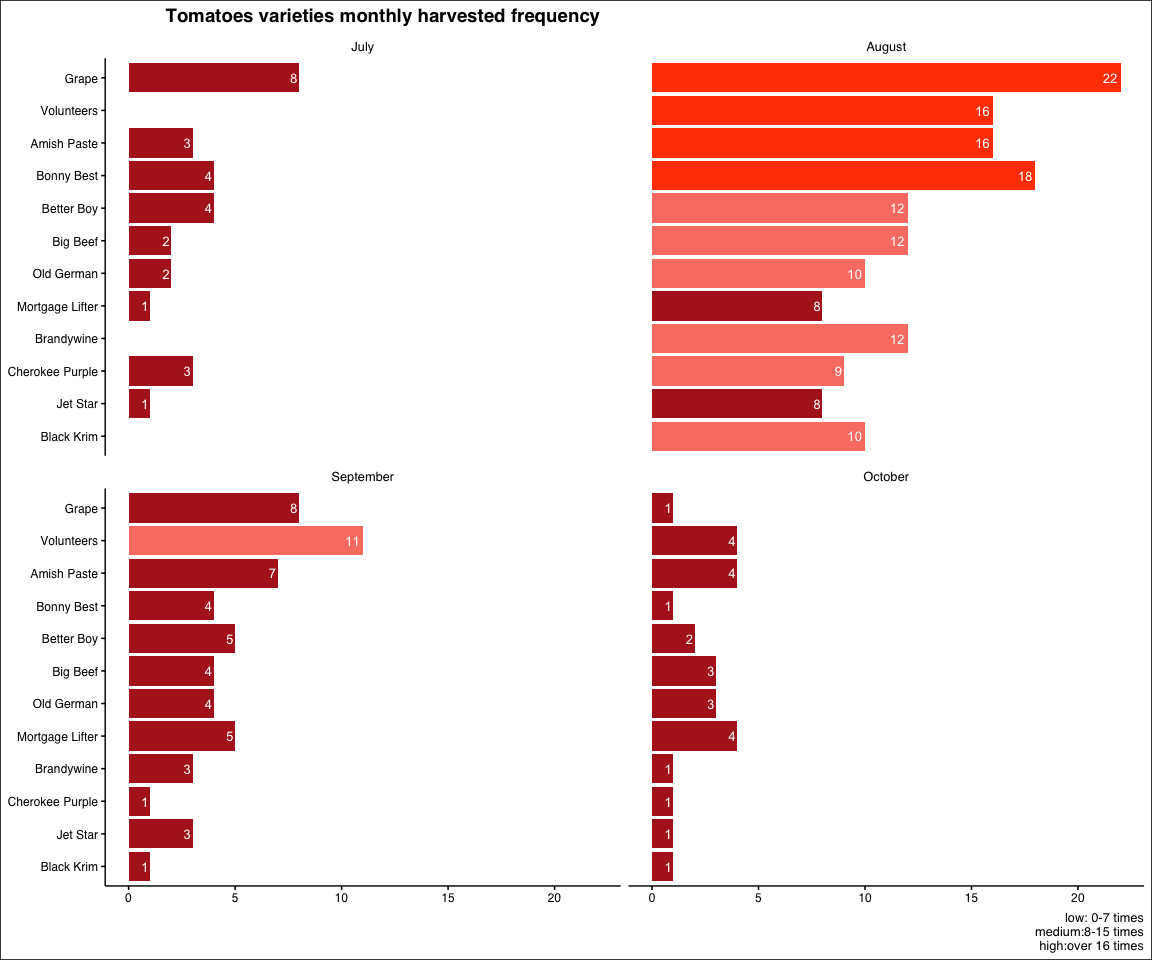 Tomatoes varieties monthly harvested frequency
July
Grape 8
Volunteers
Amish Paste 3
Bonny Best 4
Better Boy 4
Big Beef 2
Old German 2
Mortgage Lifter 1
Brandywine
Cherokee Purple 3
Jet Star 1
Black Krim
August
22
16
16
18
12
12
10
8
12
9
8
10
September
Grape 8
Volunteers 11
Amish Paste 7
Bonny Best 4
Better Boy 5
Big Beef 4
Old German 4
Mortgage Lifter 5
Brandywine 3
Cherokee Purple 1
Jet Star 3
Black Krim 1
0 5 10 15 20
October
1
4
4
1
2
3
3
4
1
1
1
1
0 5 10 15 20
low: 0-7 times
medium:8-15 times
high:over 16 times